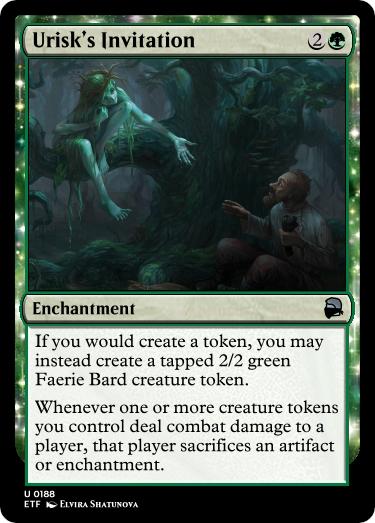 Urisk's Invitation 2
Enchantment
If you would create a token, you may
instead create a tapped 2/2 green
Faerie Bard creature token.
Whenever one or more creature tokens
you control deal combat damage to a
player, that player sacrifices an artifact
or enchantment.
U 0188
ETF Elvira Shatunova